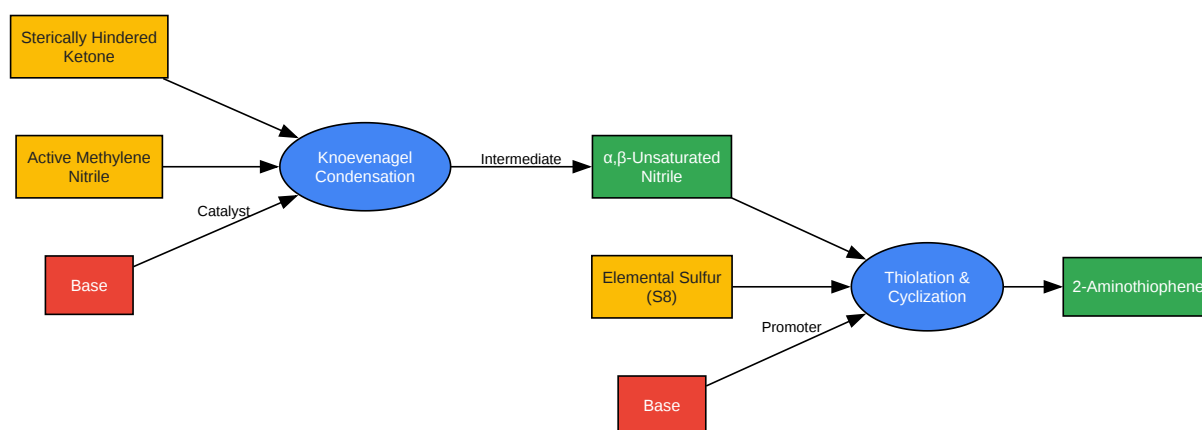 Sterically Hindered
Ketone
Active Methylene
Nitrile
Base
Catalyst
Knoevenagel
Condensation
Intermediate
α,β-Unsaturated
Nitrile
Elemental Sulfur
(S8)
Base
Promoter
Thiolation &
Cyclization
2-Aminothiophene